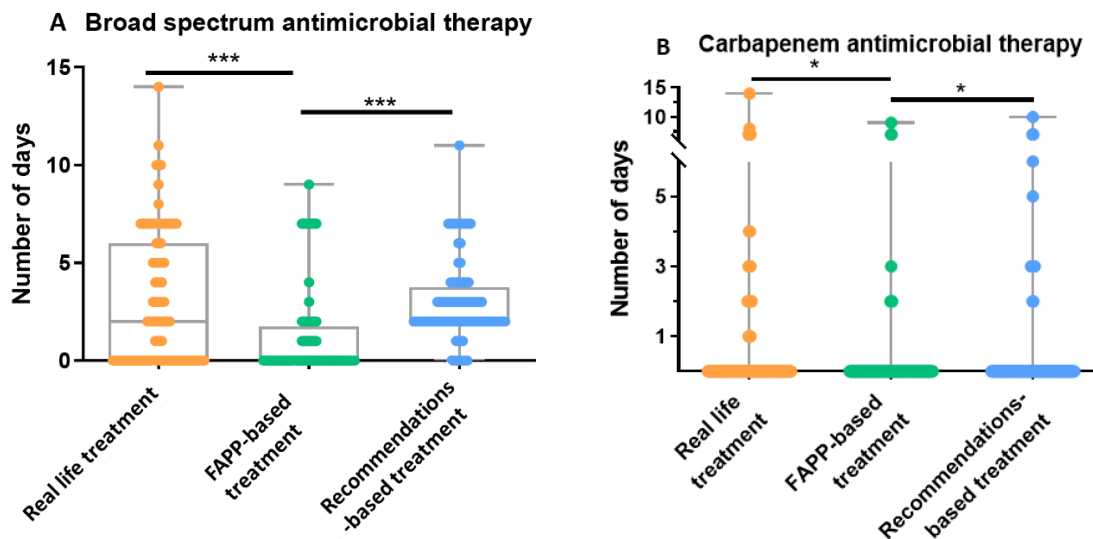 A Broad spectrum antimicrobial therapy
15
10
5
0
Number of days
***
***
Real life treatment
FAPP-based
treatment
Recommendations
-based treatment
B Carbapenem antimicrobial therapy
15
10
5
3
1
Number of days
*
*
Real life
treatment
FAPP-based
treatment
Recommendations-
based treatment